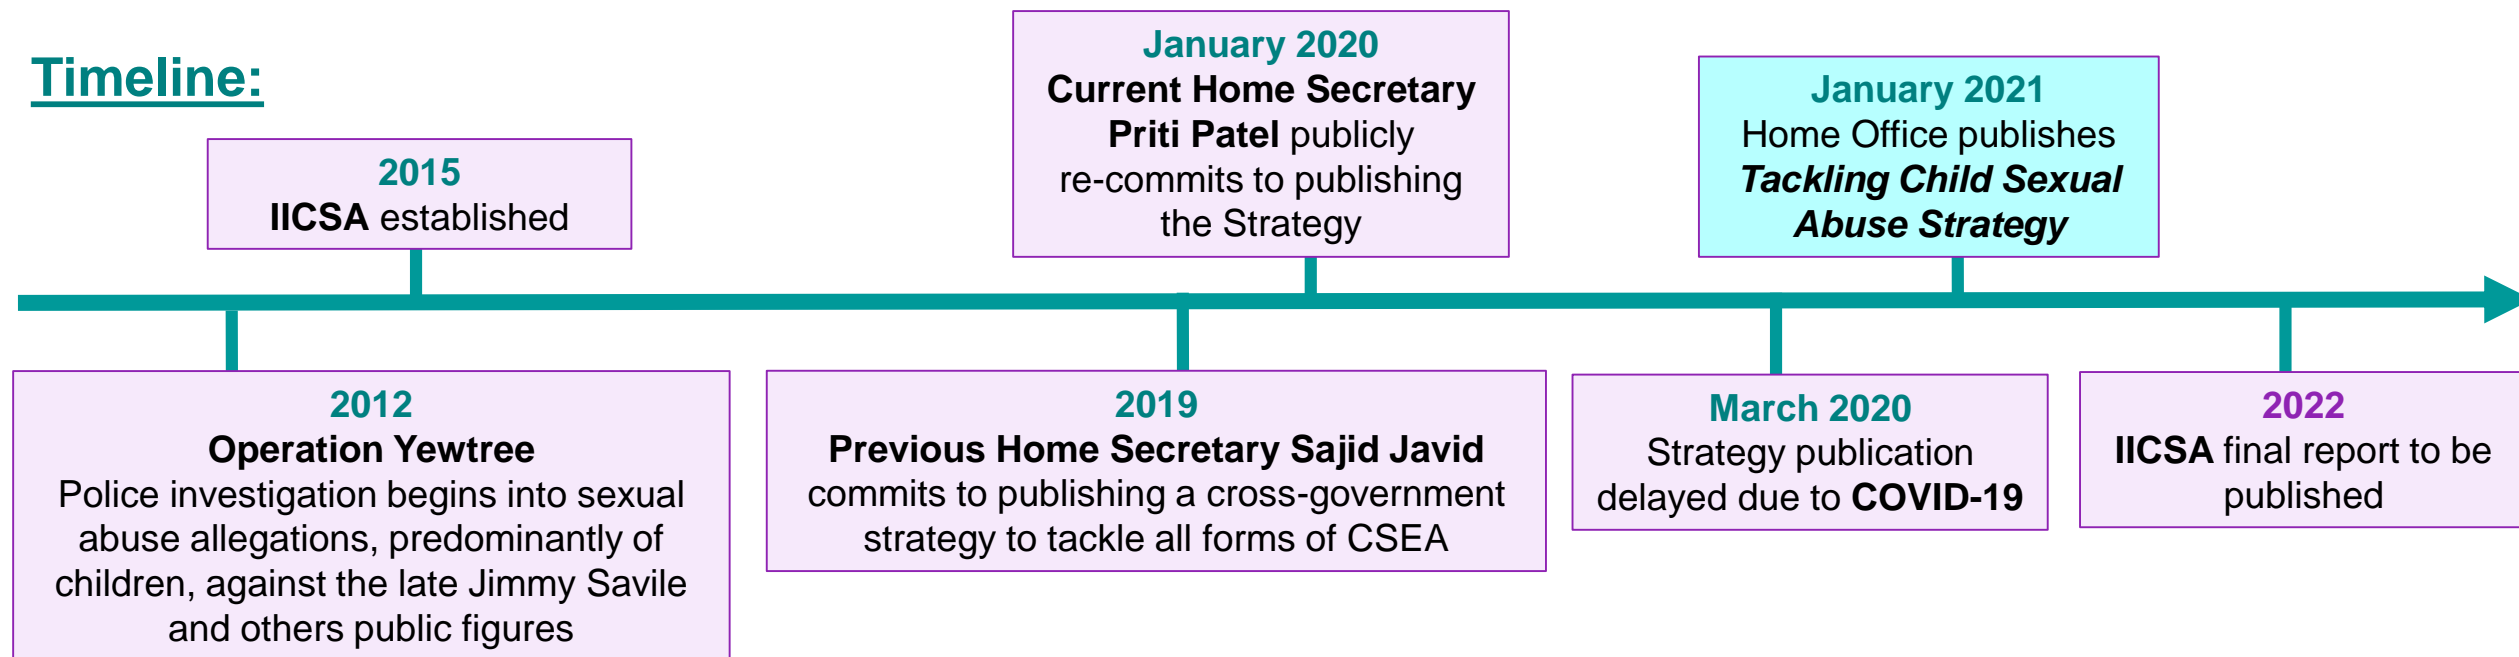 Timeline:
2015
IICSA established
January 2020
Current Home Secretary
Priti Patel publicly
re-commits to publishing
the Strategy
January 2021
Home Office publishes
Tackling Child Sexual
Abuse Strategy
2012
Operation Yewtree
Police investigation begins into sexual
abuse allegations, predominantly of
children, against the late Jimmy Savile
and others public figures
2019
Previous Home Secretary Sajid Javid
commits to publishing a cross-government
strategy to tackle all forms of CSEA
March 2020
Strategy publication
delayed due to COVID-19
2022
IICSA final report to be
published